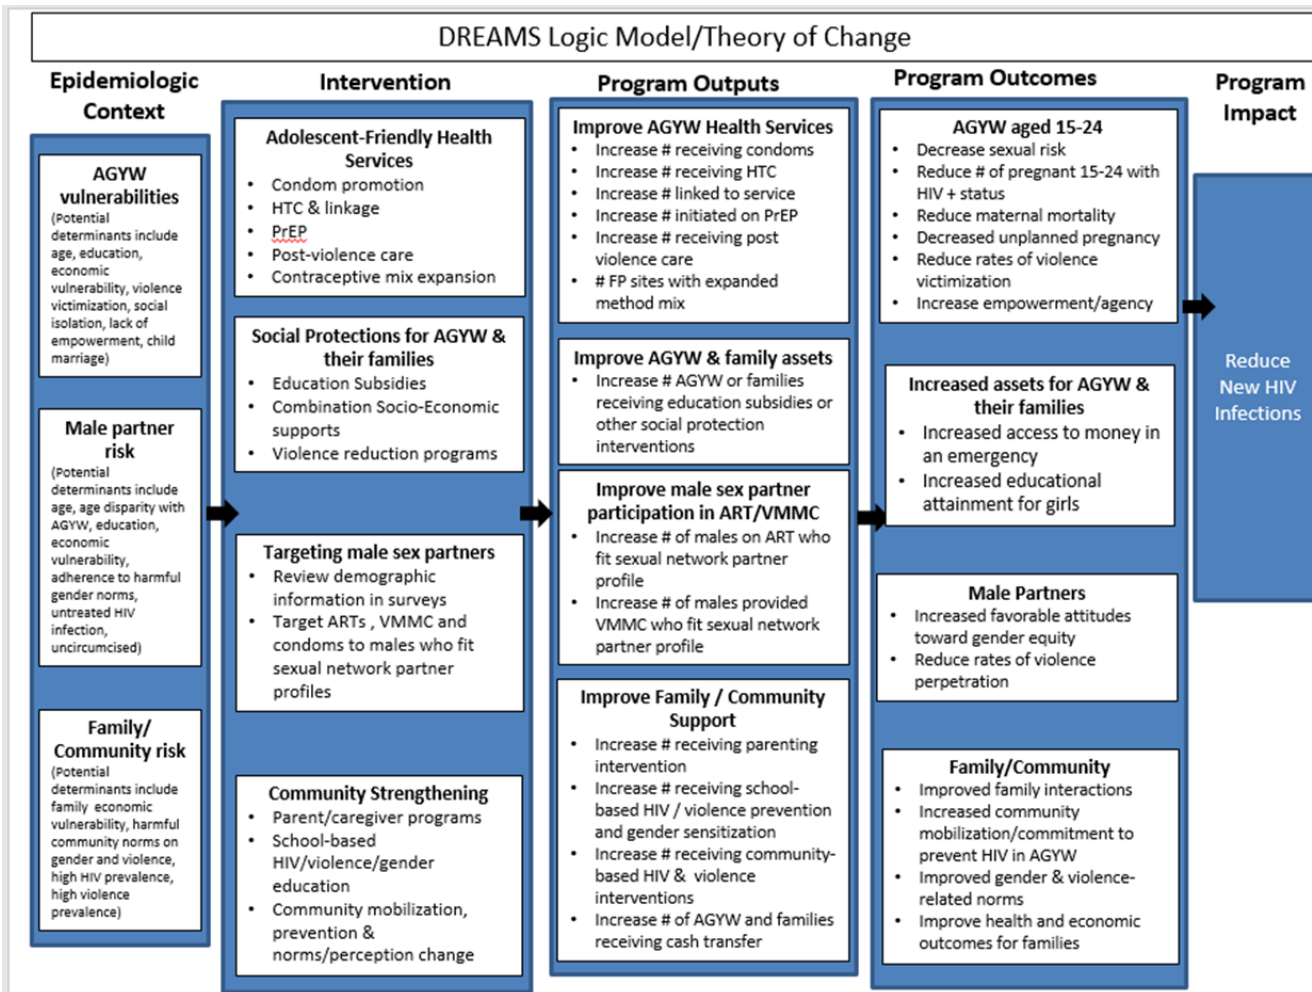 DREAMS Logic Model/Theory of Change
Epidemiologic
Context
AGYW
vulnerabilities
(Potential
determinants include
age, education,
economic
vulnerability, violence
victimization, social
isolation, lack of
empowerment, child
marriage)
Male partner
risk
(Potential
determinants include
age, age disparity with
AGYW, education,
economic
vulnerability,
adherence to harmful
gender norms,
untreated HIV
infection,
uncircumcised)
Family/
Community risk
(Potential
determinants include
family economic
vulnerability, harmful
community norms on
gender and violence,
high HIV prevalence,
high violence
prevalence)
Intervention
Adolescent-Friendly Health
Services
• Condom promotion
• HTC & linkage
• PrEP
• Post-violence care
• Contraceptive mix expansion
Social Protections for AGYW &
their families
• Education Subsidies
• Combination Socio-Economic
supports
• Violence reduction programs
Targeting male sex partners
• Review demographic
information in surveys
• Target ARTs , VMMC and
condoms to males who fit
sexual network partner
profiles
Community Strengthening
• Parent/caregiver programs
• School-based
HIV/violence/gender
education
• Community mobilization,
prevention &
norms/perception change
Program Outputs
Improve AGYW Health Services
• Increase # receiving condoms
• Increase # receiving HTC
• Increase # linked to service
• Increase # initiated on PrEP
• Increase # receiving post
violence care
• # FP sites with expanded
method mix
Improve AGYW & family assets
• Increase # AGYW or families
receiving education subsidies or
other social protection
interventions
Improve male sex partner
participation in ART/VMMC
• Increase # of males on ART who
fit sexual network partner
profile
• Increase # of males provided
VMMC who fit sexual network
partner profile
Improve Family / Community
Support
• Increase # receiving parenting
intervention
• Increase # receiving school-
based HIV / violence prevention
and gender sensitization
• Increase # receiving community-
based HIV & violence
interventions
• Increase # of AGYW and families
receiving cash transfer
Program Outcomes
AGYW aged 15-24
• Decrease sexual risk
• Reduce # of pregnant 15-24 with
HIV + status
• Reduce maternal mortality
• Decreased unplanned pregnancy
• Reduce rates of violence
victimization
• Increase empowerment/agency
Increased assets for AGYW &
their families
• Increased access to money in
an emergency
• Increased educational
attainment for girls
Male Partners
• Increased favorable attitudes
toward gender equity
• Reduce rates of violence
perpetration
Family/Community
• Improved family interactions
• Increased community
mobilization/commitment to
prevent HIV in AGYW
• Improved gender & violence-
related norms
• Improve health and economic
outcomes for families
Program
Impact
Reduce
New HIV
Infections